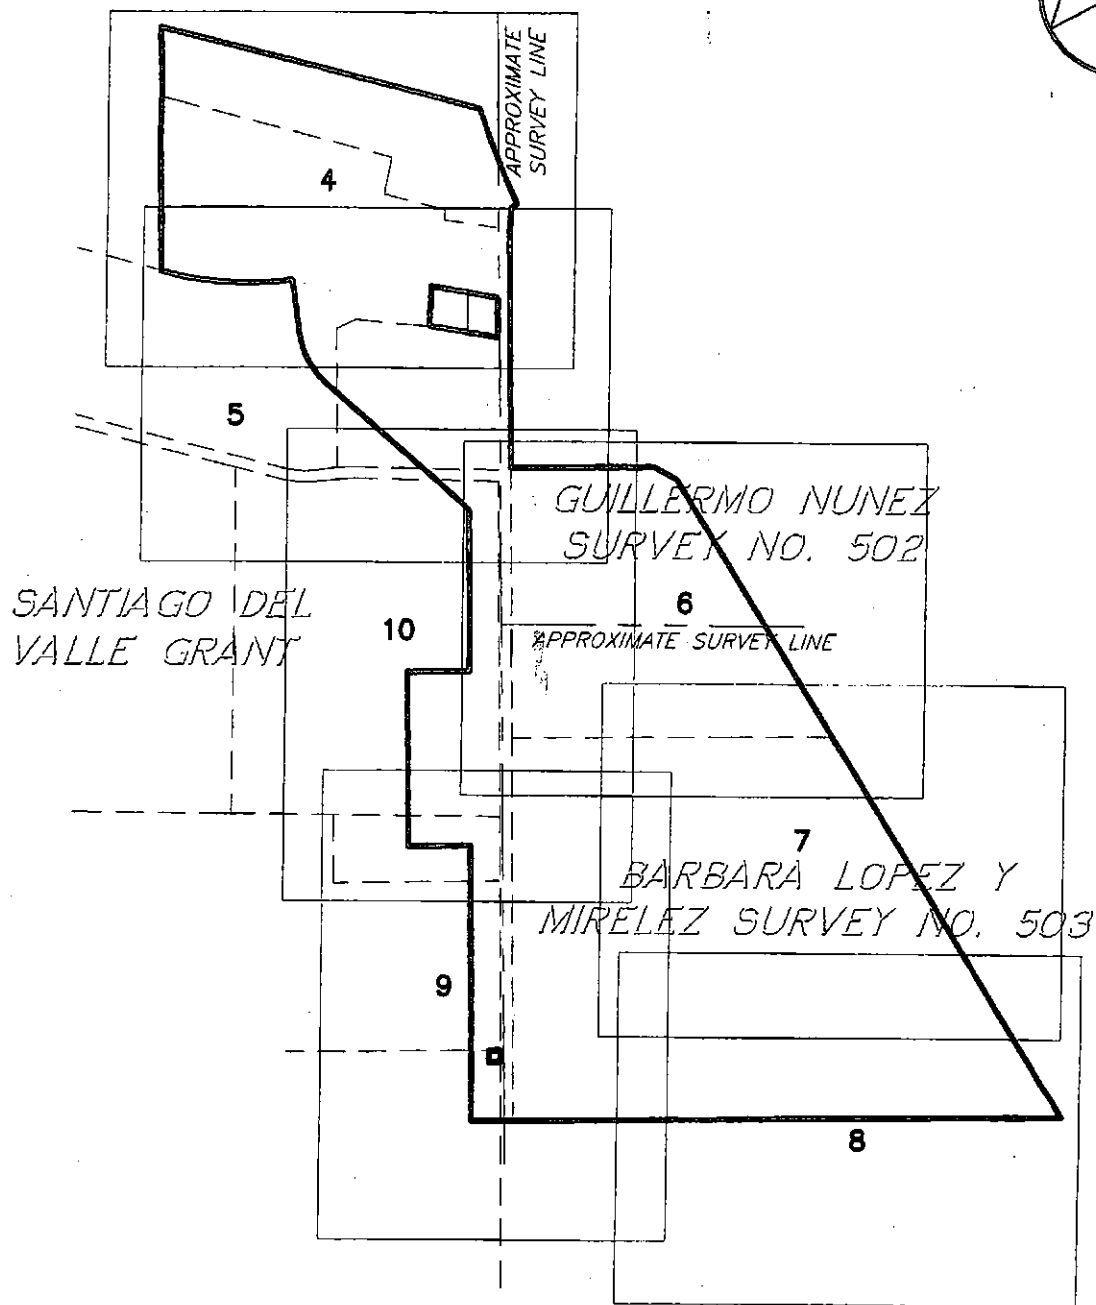 APPROXIMATE
SURVEY LINE
4
5
GUILLERMO NUNEZ
SURVEY NO. 502
SANTIAGO DEL
VALLE GRANT
10
6
APPROXIMATE SURVEY LINE
7
BARBARA LOPEZ Y
MIRELEZ SURVEY NO. 503
9
8